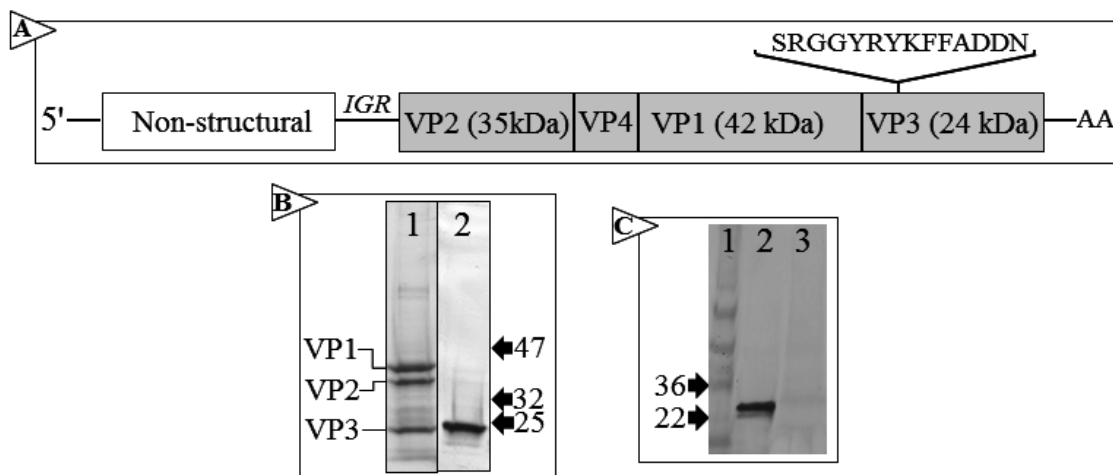 A
SRGGYRYKFFADDN
5' Non-structural IGR VP2 (35kDa) VP4 VP1 (42 kDa) VP3 (24 kDa) AA
B
1 2
VP1
VP2
VP3
47
32
25
C
1 2 3
36
22